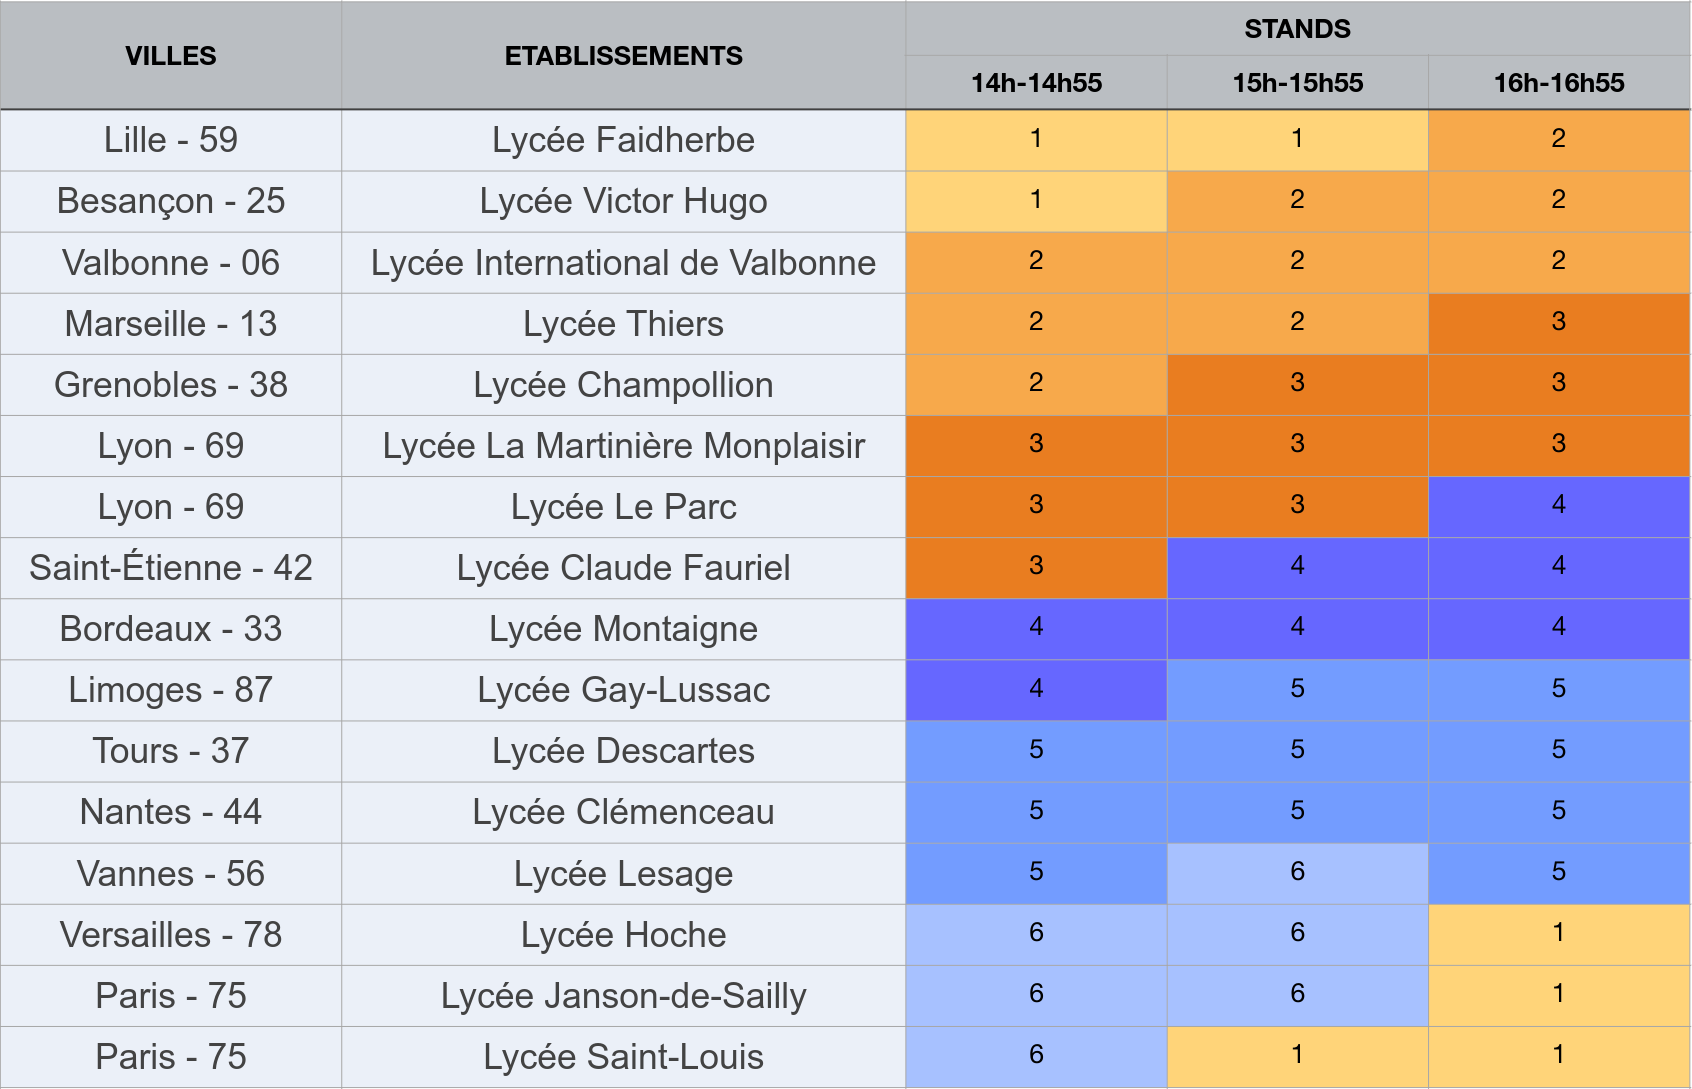 VILLES ETABLISSEMENTS STANDS
14h-14h55 15h-15h55 16h-16h55
Lille - 59 Lycée Faidherbe 1 1 2
Besançon - 25 Lycée Victor Hugo 1 2 2
Valbonne - 06 Lycée International de Valbonne 2 2 2
Marseille - 13 Lycée Thiers 2 2 3
Grenobles - 38 Lycée Champollion 2 3 3
Lyon - 69 Lycée La Martinière Monplaisir 3 3 3
Lyon - 69 Lycée Le Parc 3 3 4
Saint-Étienne - 42 Lycée Claude Fauriel 3 4 4
Bordeaux - 33 Lycée Montaigne 4 4 4
Limoges - 87 Lycée Gay-Lussac 4 5 5
Tours - 37 Lycée Descartes 5 5 5
Nantes - 44 Lycée Clémenceau 5 5 5
Vannes - 56 Lycée Lesage 5 6 5
Versailles - 78 Lycée Hoche 6 6 1
Paris - 75 Lycée Janson-de-Sailly 6 6 1
Paris - 75 Lycée Saint-Louis 6 1 1